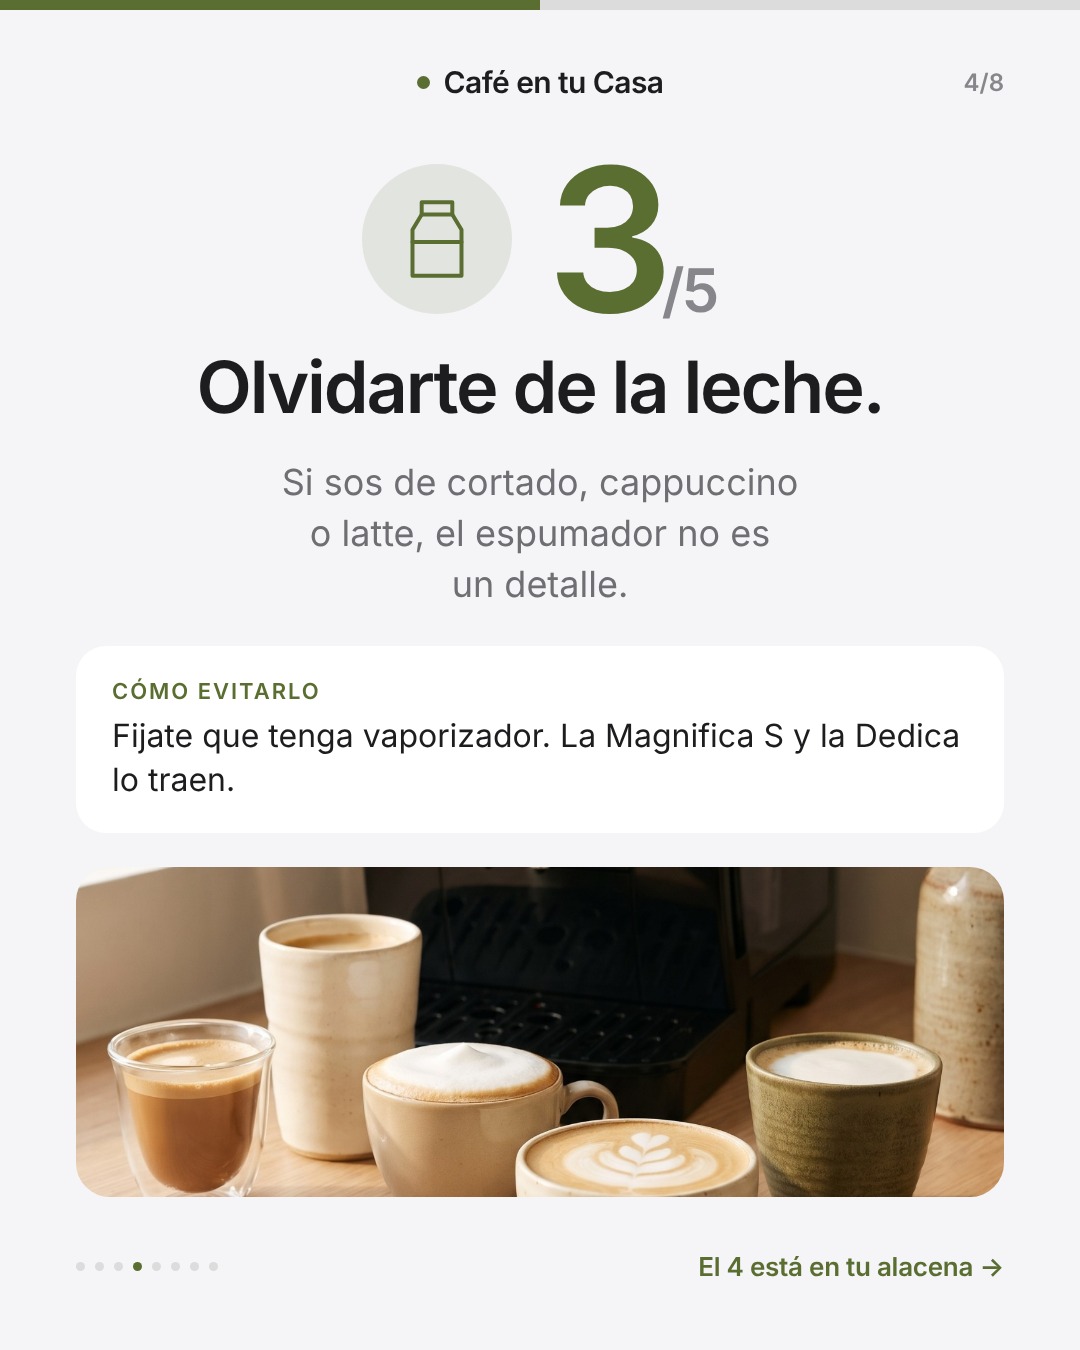 Café en tu Casa
4/8
3/5
Olvidarte de la leche.
Si sos de cortado, cappuccino
o latte, el espumador no es
un detalle.
CÓMO EVITARLO
Fijate que tenga vaporizador. La Magnifica S y la Dedica
lo traen.
El 4 está en tu alacena →